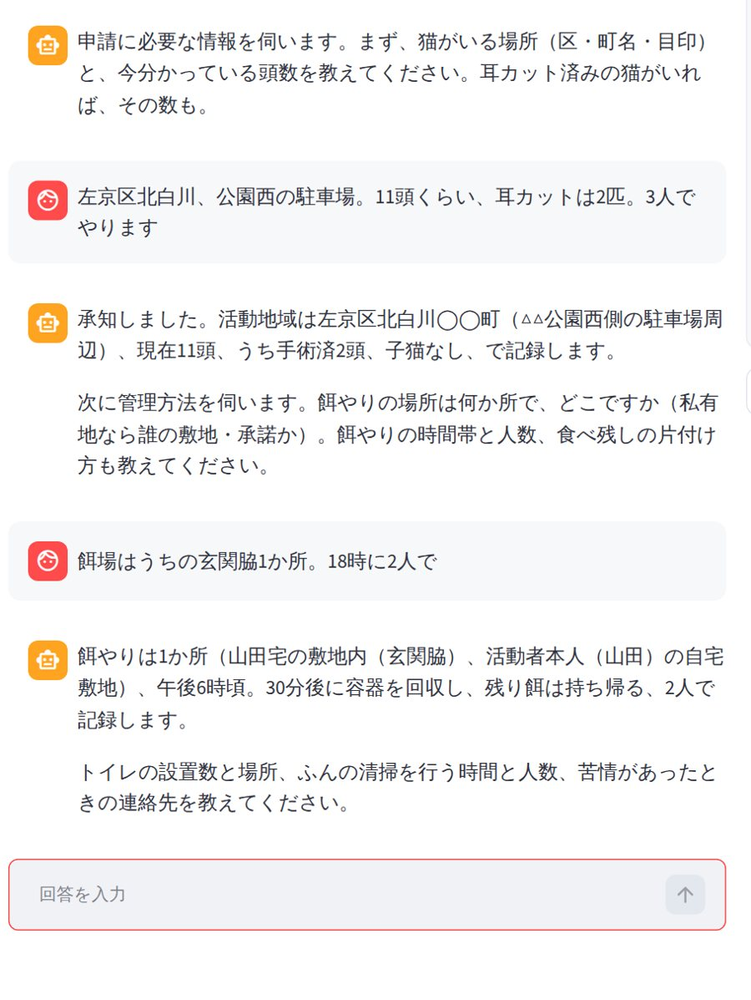 申請に必要な情報を伺います。まず、猫がいる場所（区・町名・目印）
と、今分かっている頭数を教えてください。耳カット済みの猫がいれ
ば、その数も。
左京区北白川、公園西の駐車場。11頭くらい、耳カットは2匹。3人で
やります
承知しました。活動地域は左京区北白川◯◯町（△△公園西側の駐車場周
辺）、現在11頭、うち手術済2頭、子猫なし、で記録します。
次に管理方法を伺います。餌やりの場所は何か所で、どこですか（私有
地なら誰の敷地・承諾か）。餌やりの時間帯と人数、食べ残しの片付け
方も教えてください。
餌場はうちの玄関脇1か所。18時に2人で
餌やりは1か所（山田宅の敷地内（玄関脇）、活動者本人（山田）の自宅
敷地）、午後6時頃。30分後に容器を回収し、残り餌は持ち帰る、2人で
記録します。
トイレの設置数と場所、ふんの清掃を行う時間と人数、苦情があったと
きの連絡先を教えてください。
回答を入力